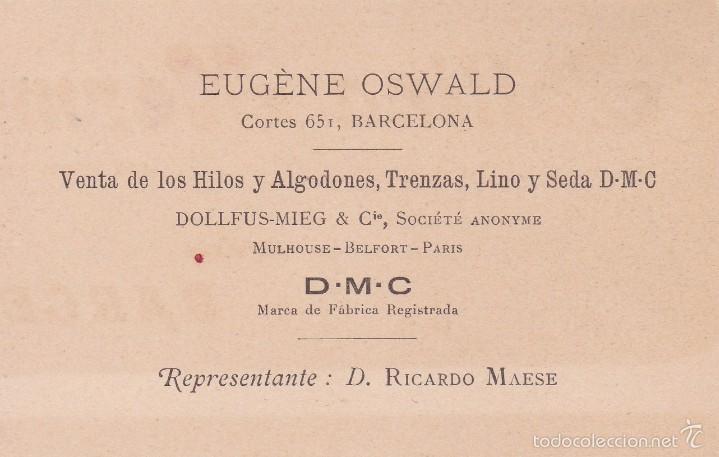 EUGÈNE OSWALD
Cortes 651, BARCELONA
Venta de los Hilos y Algodones, Trenzas, Lino y Seda D·M·C
DOLLFUS-MIEG & Cie, SOCIÉTÉ ANONYME
MULHOUSE-BELFORT-PARIS
D·M·C
Marca de Fábrica Registrada
Representante: D. RICARDO MAESE
todocoleccion.net